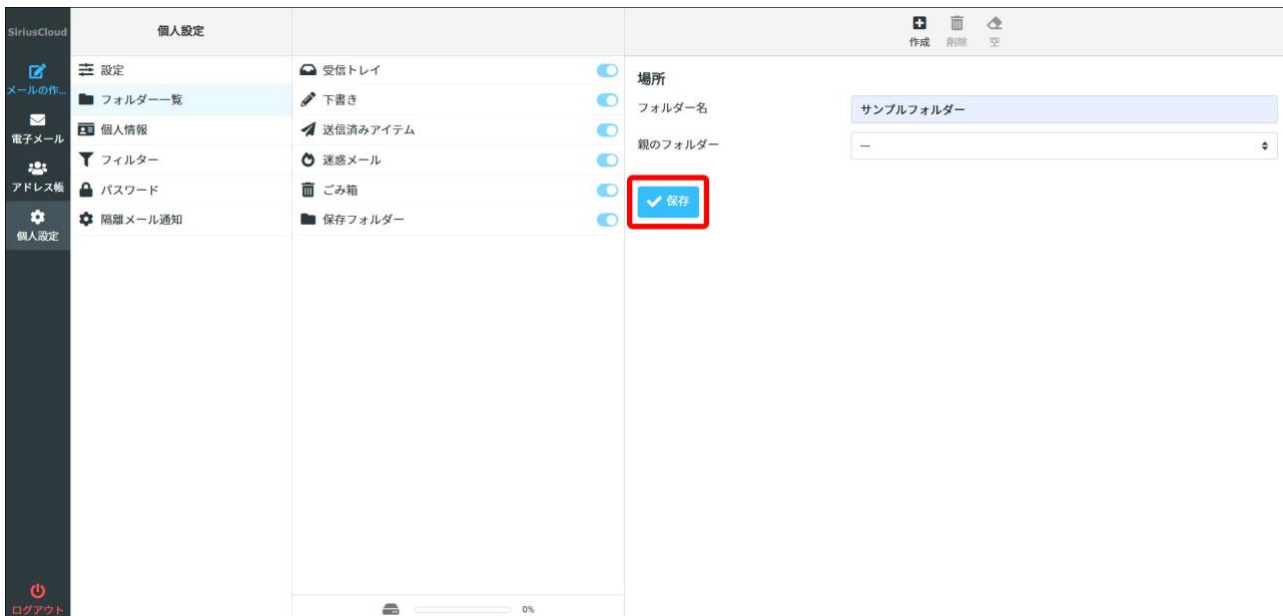 SiriusCloud
メールの作...
電子メール
アドレス帳
個人設定
ログアウト
個人設定
設定
フォルダー一覧
個人情報
フィルター
パスワード
隔離メール通知
受信トレイ
下書き
送信済みアイテム
迷惑メール
ごみ箱
保存フォルダー
0%
作成 削除 空
場所
フォルダー名 サンプルフォルダー
親のフォルダー ---
保存